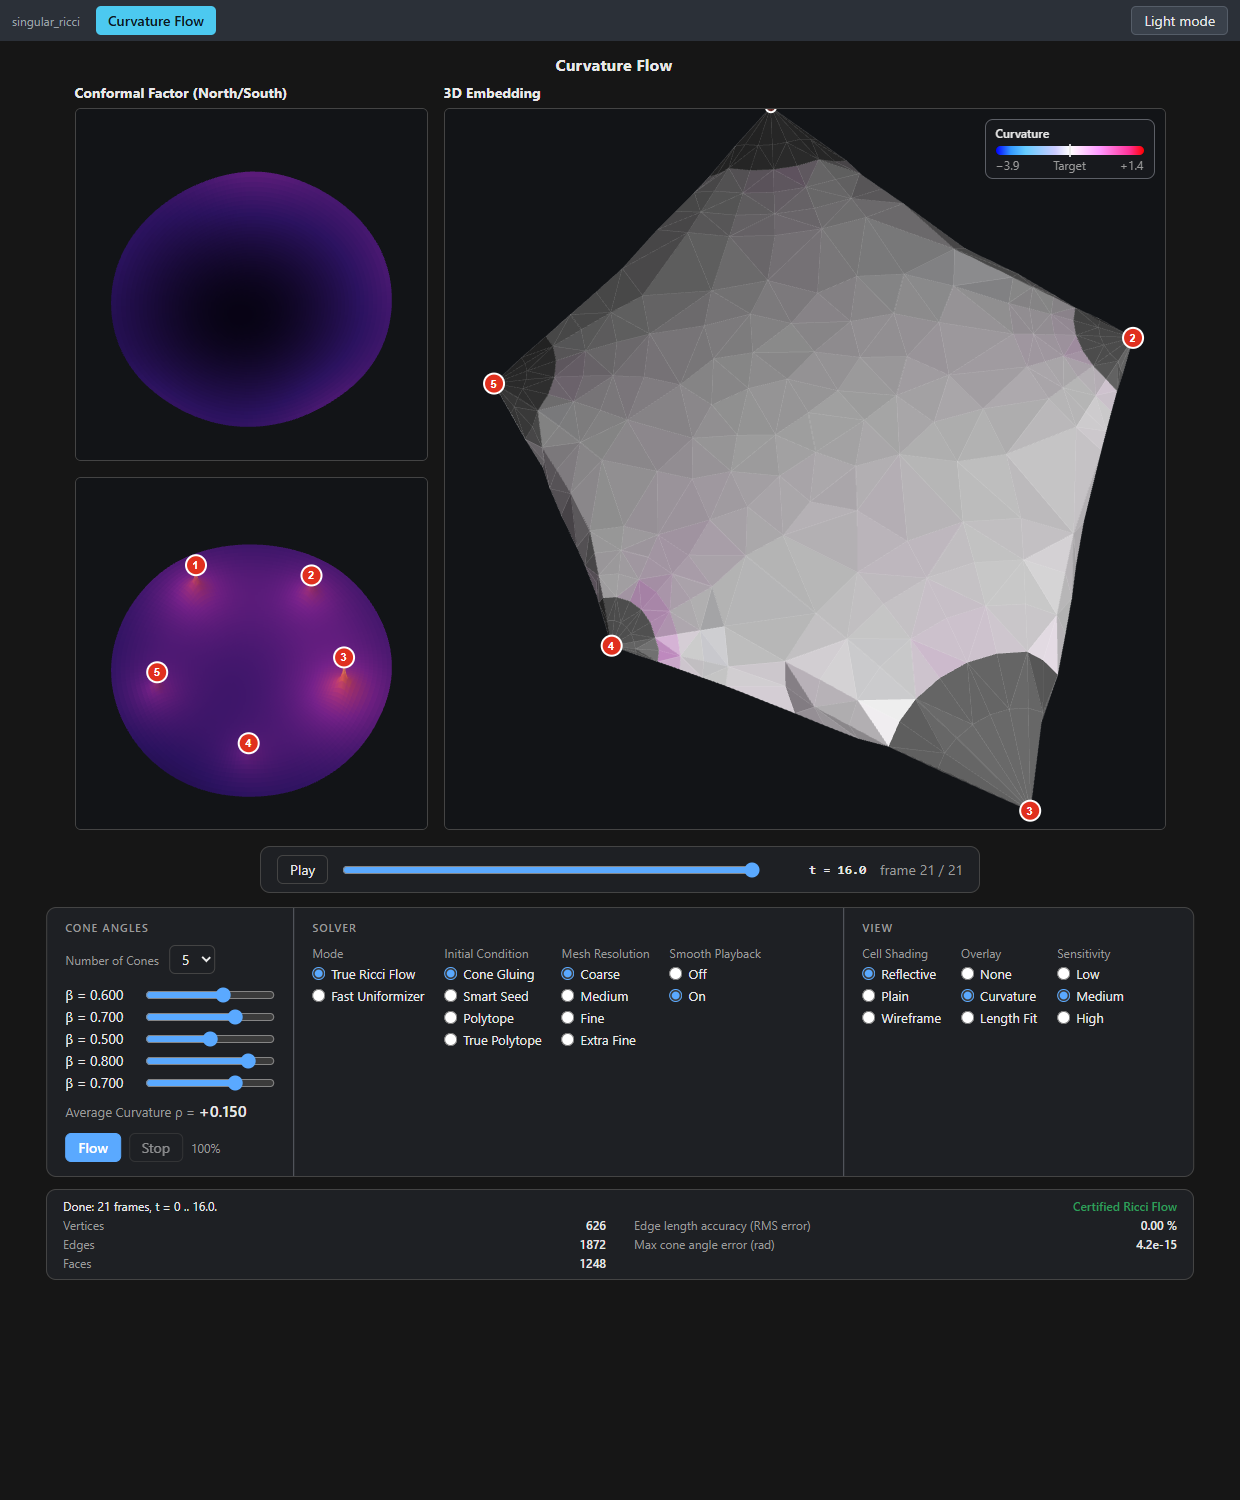 singular_ricci
Curvature Flow
Light mode
Curvature Flow
Conformal Factor (North/South)
3D Embedding
Curvature
−3.9 Target +1.4
2
5
4
3
1
2
3
5
4
Play
t = 16.0 frame 21 / 21
CONE ANGLES
Number of Cones 5
β = 0.600
β = 0.700
β = 0.500
β = 0.800
β = 0.700
Average Curvature ρ = +0.150
Flow Stop 100%
SOLVER
Mode
True Ricci Flow
Fast Uniformizer
Initial Condition
Cone Gluing
Smart Seed
Polytope
True Polytope
Mesh Resolution
Coarse
Medium
Fine
Extra Fine
Smooth Playback
Off
On
VIEW
Cell Shading
Reflective
Plain
Wireframe
Overlay
None
Curvature
Length Fit
Sensitivity
Low
Medium
High
Done: 21 frames, t = 0 .. 16.0.
Certified Ricci Flow
Vertices 626
Edge length accuracy (RMS error) 0.00 %
Edges 1872
Max cone angle error (rad) 4.2e-15
Faces 1248